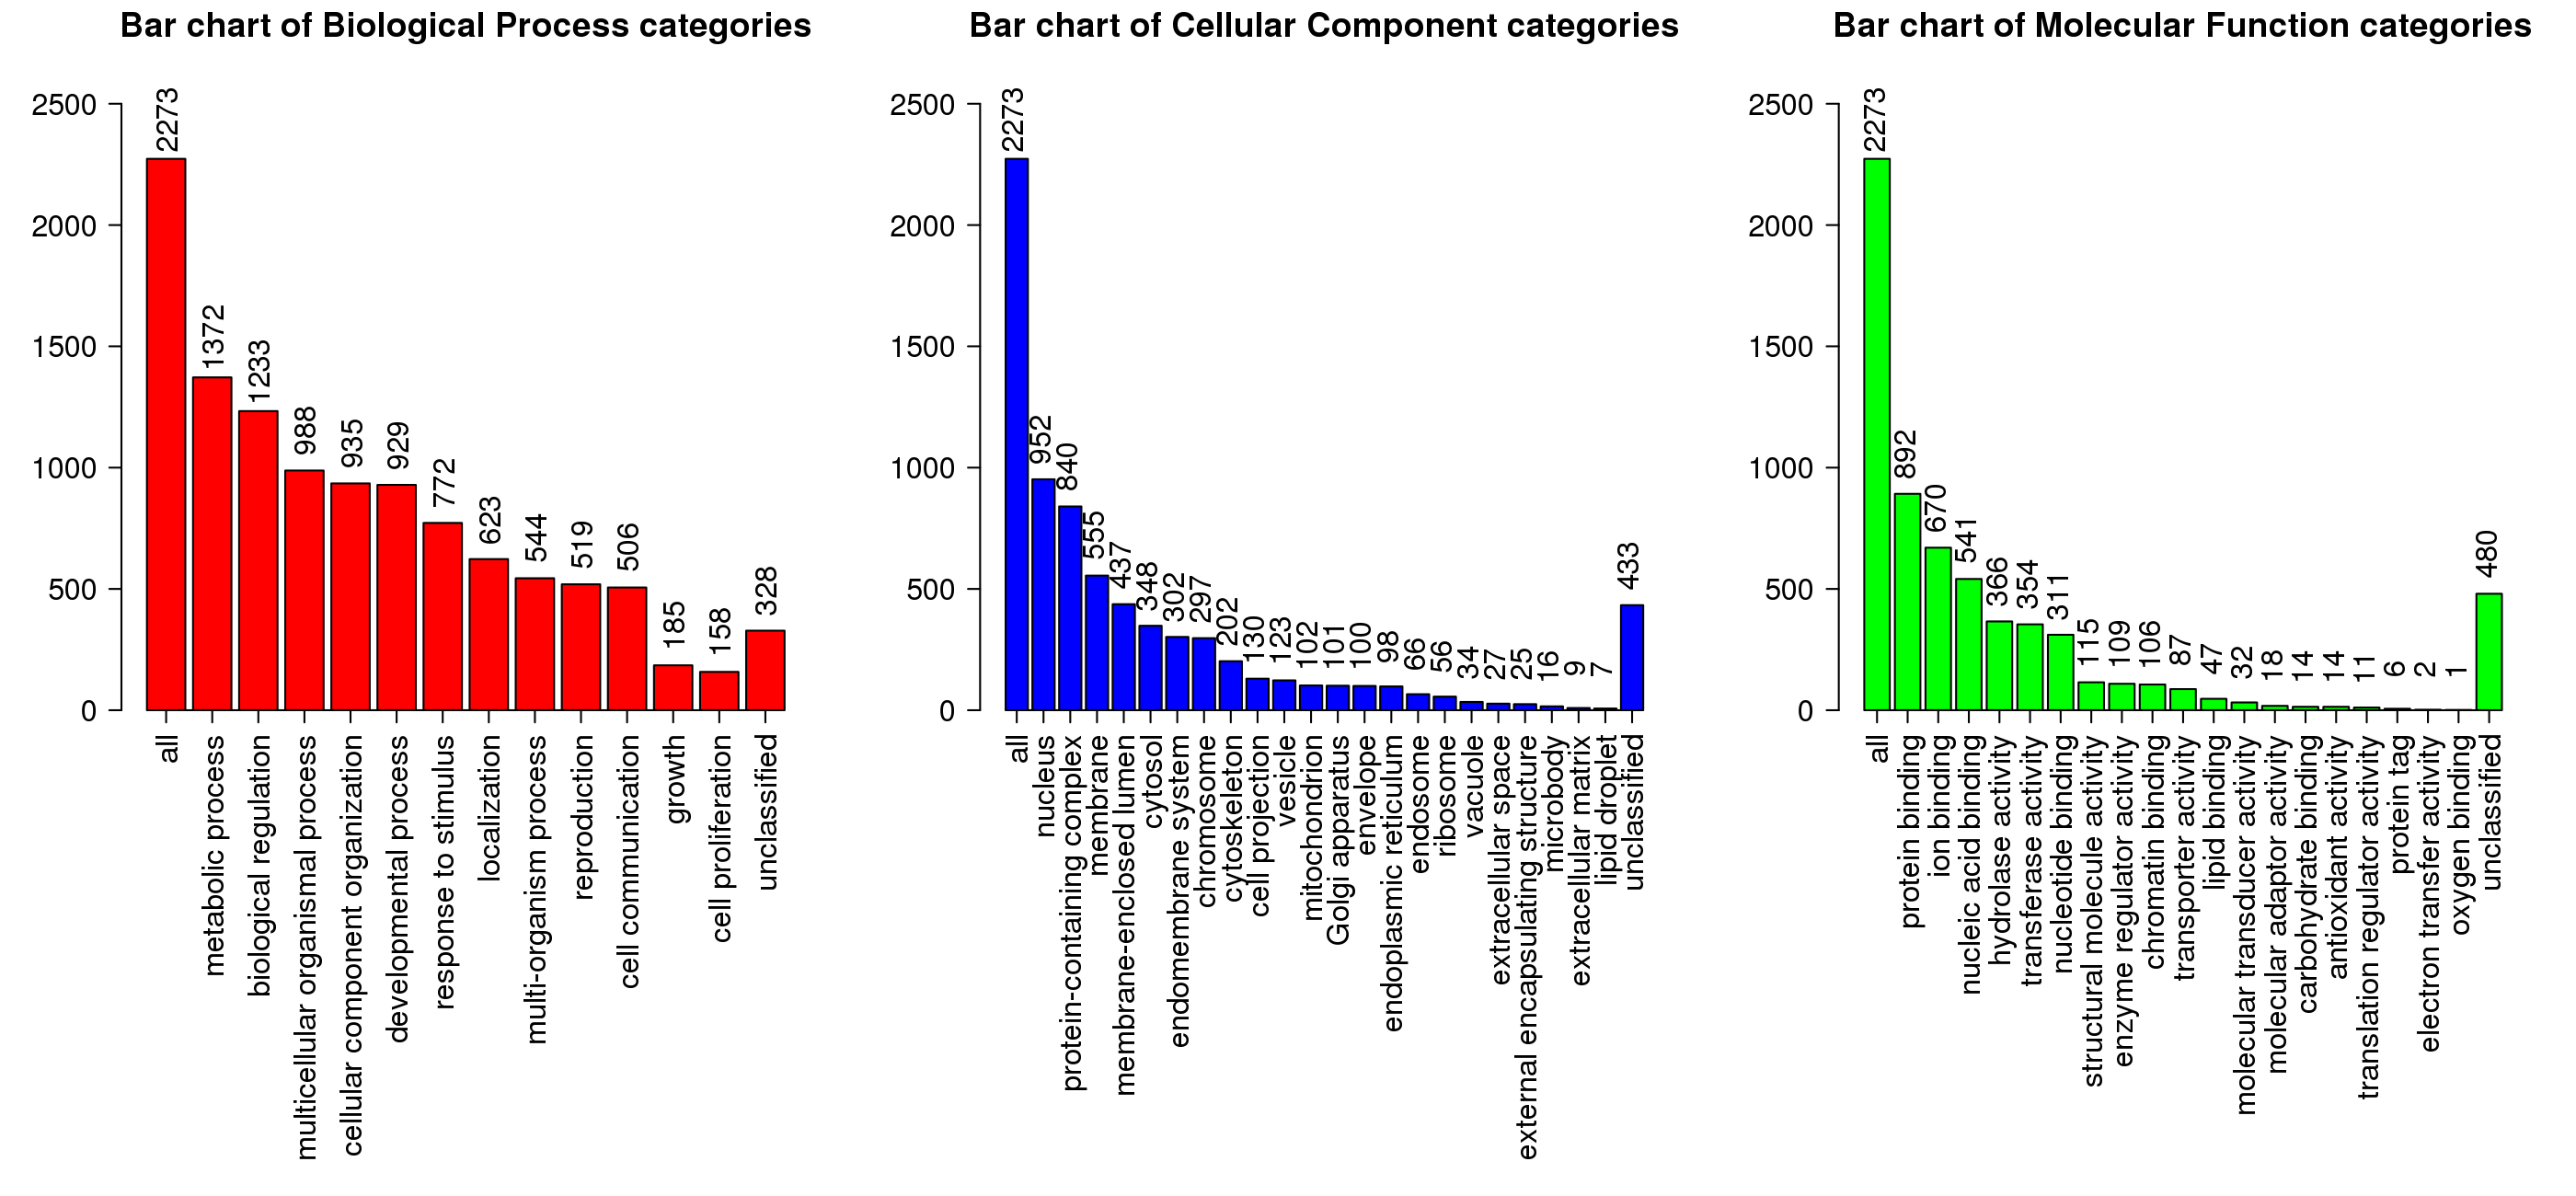 Bar chart of Biological Process categories
2500
2000
1500
1000
500
0
2273
1372
1233
988
935
929
772
623
544
519
506
185
158
328
all
metabolic process
biological regulation
multicellular organismal process
cellular component organization
developmental process
response to stimulus
localization
multi-organism process
reproduction
cell communication
growth
cell proliferation
unclassified
Bar chart of Cellular Component categories
2500
2000
1500
1000
500
0
2273
952
840
555
437
348
302
297
202
130
123
102
101
100
98
66
56
34
27
25
16
9
7
433
all
nucleus
protein-containing complex
membrane
membrane-enclosed lumen
cytosol
endomembrane system
chromosome
cytoskeleton
cell projection
vesicle
mitochondrion
Golgi apparatus
envelope
endoplasmic reticulum
endosome
ribosome
vacuole
extracellular space
external encapsulating structure
microbody
extracellular matrix
lipid droplet
unclassified
Bar chart of Molecular Function categories
2500
2000
1500
1000
500
0
2273
892
670
541
366
354
311
115
109
106
87
47
32
18
14
14
11
6
2
1
480
all
protein binding
ion binding
nucleic acid binding
hydrolase activity
transferase activity
nucleotide binding
structural molecule activity
enzyme regulator activity
chromatin binding
transporter activity
lipid binding
molecular transducer activity
molecular adaptor activity
carbohydrate binding
antioxidant activity
translation regulator activity
protein tag
electron transfer activity
oxygen binding
unclassified